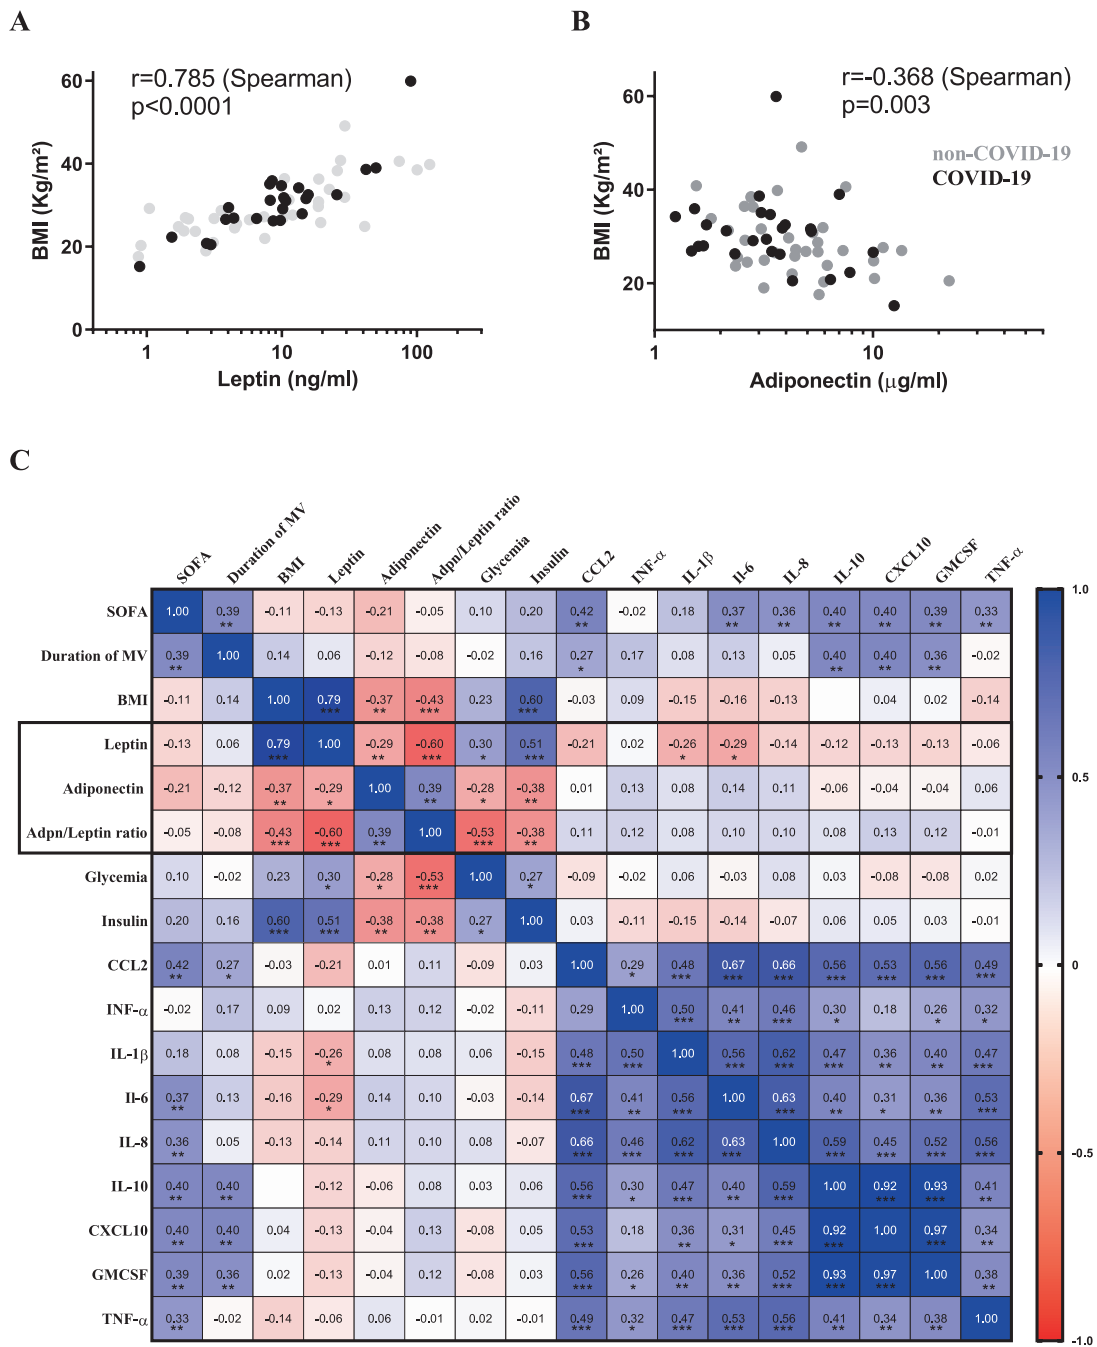 A
r=0.785 (Spearman)
p<0.0001
BMI (Kg/m²)
60
40
20
0
1
10
100
Leptin (ng/ml)
B
r=-0.368 (Spearman)
p=0.003
non-COVID-19
COVID-19
BMI (Kg/m²)
60
40
20
1
10
Adiponectin (μg/ml)
C
SOFA Duration of MV BMI Leptin Adiponectin Adpn/Leptin ratio Glycemia Insulin CCL2 INF-α IL-1β Il-6 IL-8 IL-10 CXCL10 GMCSF TNF-α
SOFA 1.00 0.39 ** -0.11 -0.13 -0.21 -0.05 0.10 0.20 0.42 ** -0.02 0.18 0.37 ** 0.36 ** 0.40 ** 0.40 ** 0.39 ** 0.33 **
Duration of MV 0.39 ** 1.00 0.14 0.06 -0.12 -0.08 -0.02 0.16 0.27 * 0.17 0.08 0.13 0.05 0.40 ** 0.40 ** 0.36 ** -0.02
BMI -0.11 0.14 1.00 0.79 *** -0.37 ** -0.43 *** 0.23 0.60 *** -0.03 0.09 -0.15 -0.16 -0.13 0.04 0.02 -0.14
Leptin -0.13 0.06 0.79 *** 1.00 -0.29 ** -0.60 *** 0.30 * 0.51 *** -0.21 0.02 -0.26 * -0.29 * -0.14 -0.12 -0.13 -0.13 -0.06
Adiponectin -0.21 -0.12 -0.37 ** -0.29 * 1.00 0.39 ** -0.28 * -0.38 ** 0.01 0.13 0.08 0.14 0.11 -0.06 -0.04 -0.04 0.06
Adpn/Leptin ratio -0.05 -0.08 -0.43 *** -0.60 *** 0.39 ** 1.00 -0.53 *** -0.38 ** 0.11 0.12 0.08 0.10 0.10 0.08 0.13 0.12 -0.01
Glycemia 0.10 -0.02 0.23 0.30 * -0.28 * -0.53 *** 1.00 0.27 * -0.09 -0.02 0.06 -0.03 0.08 0.03 -0.08 -0.08 0.02
Insulin 0.20 0.16 0.60 *** 0.51 *** -0.38 ** -0.38 ** 0.27 * 1.00 0.03 -0.11 -0.15 -0.14 -0.07 0.06 0.05 0.03 -0.01
CCL2 0.42 ** 0.27 * -0.03 -0.21 0.01 0.11 -0.09 0.03 1.00 0.29 * 0.48 *** 0.67 *** 0.66 *** 0.56 *** 0.53 *** 0.56 *** 0.49 ***
INF-α -0.02 0.17 0.09 0.02 0.13 0.12 -0.02 -0.11 0.29 1.00 0.50 *** 0.41 ** 0.46 *** 0.30 * 0.18 0.26 * 0.32 *
IL-1β 0.18 0.08 -0.15 -0.26 * 0.08 0.08 0.06 -0.15 0.48 *** 0.50 *** 1.00 0.56 *** 0.62 *** 0.47 *** 0.36 ** 0.40 ** 0.47 ***
Il-6 0.37 ** 0.13 -0.16 -0.29 * 0.14 0.10 -0.03 -0.14 0.67 *** 0.41 ** 0.56 *** 1.00 0.63 *** 0.40 ** 0.31 * 0.36 ** 0.53 ***
IL-8 0.36 ** 0.05 -0.13 -0.14 0.11 0.10 0.08 -0.07 0.66 *** 0.46 *** 0.62 *** 0.63 *** 1.00 0.59 *** 0.45 *** 0.52 *** 0.56 ***
IL-10 0.40 ** 0.40 ** -0.12 -0.06 0.08 0.03 0.06 0.56 *** 0.30 * 0.47 *** 0.40 ** 0.59 *** 1.00 0.92 *** 0.93 *** 0.41 **
CXCL10 0.40 ** 0.40 ** 0.04 -0.13 -0.04 0.13 -0.08 0.05 0.53 *** 0.18 0.36 ** 0.31 * 0.45 *** 0.92 *** 1.00 0.97 *** 0.34 **
GMCSF 0.39 ** 0.36 ** 0.02 -0.13 -0.04 0.12 -0.08 0.03 0.56 *** 0.26 * 0.40 ** 0.36 ** 0.52 *** 0.93 *** 0.97 *** 1.00 0.38 **
TNF-α 0.33 ** -0.02 -0.14 -0.06 0.06 -0.01 0.02 -0.01 0.49 *** 0.32 * 0.47 *** 0.53 *** 0.56 *** 0.41 ** 0.34 ** 0.38 ** 1.00
1.0
0.5
0
-0.5
-1.0